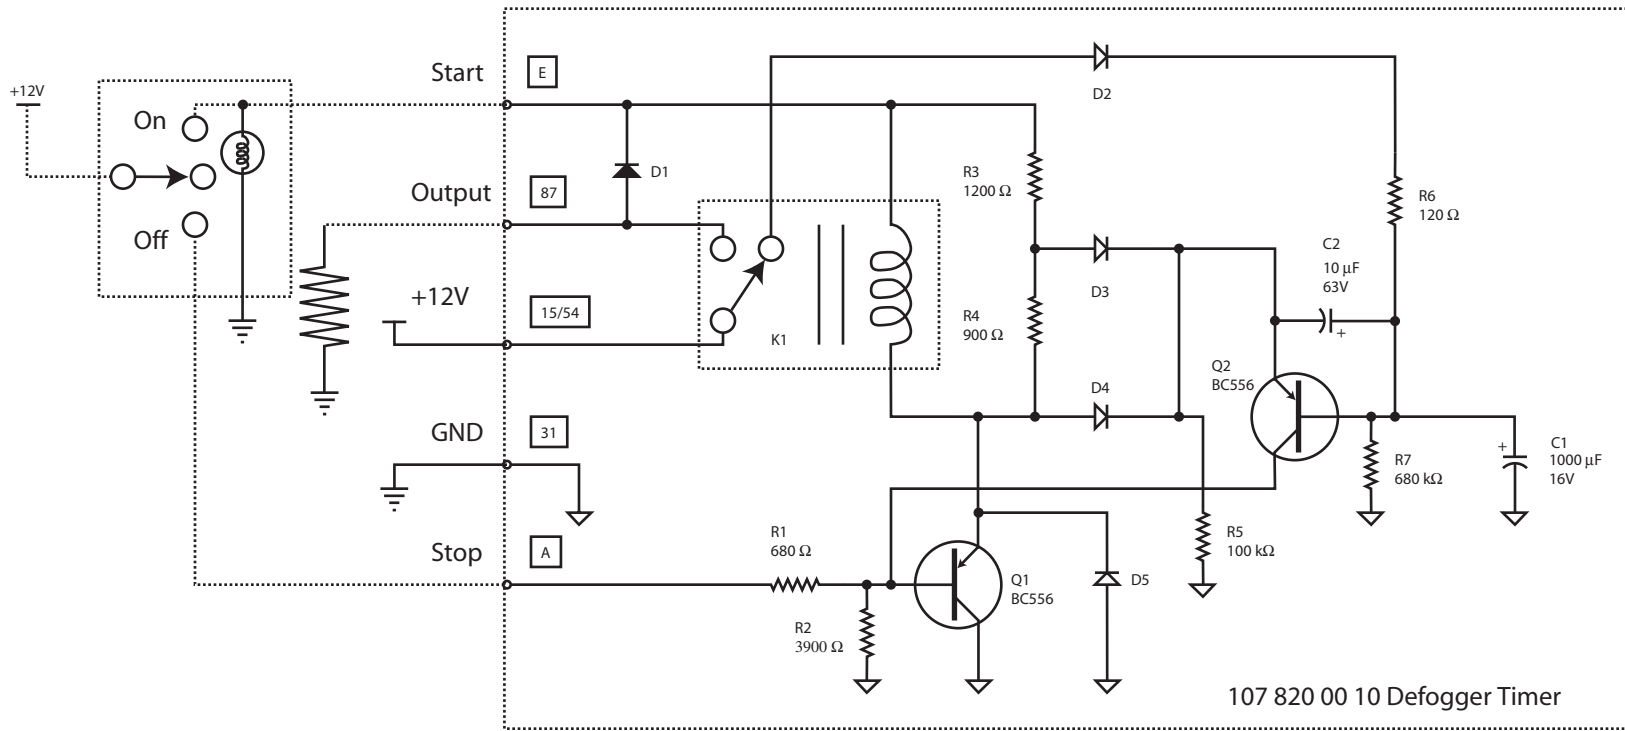 +12V
On
Off
Start
E
Output
87
+12V
15/54
GND
31
Stop
A
D1
K1
D2
R3
1200 Ω
R4
900 Ω
D3
D4
R6
120 Ω
C2
10 µF
63V
+
Q2
BC556
R7
680 kΩ
+
C1
1000 µF
16V
R5
100 kΩ
R1
680 Ω
R2
3900 Ω
Q1
BC556
D5
107 820 00 10 Defogger Timer